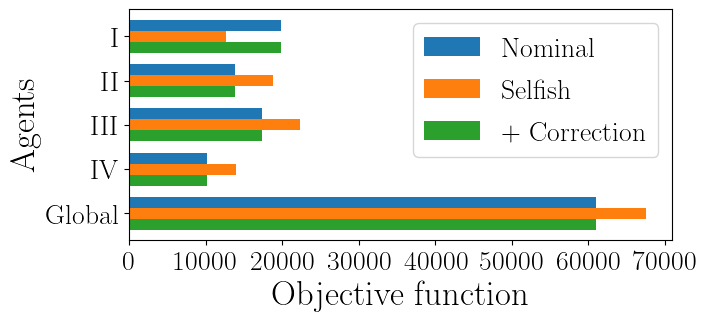 Agents
I
II
III
IV
Global
Nominal
Selfish
+ Correction
0 10000 20000 30000 40000 50000 60000 70000
Objective function